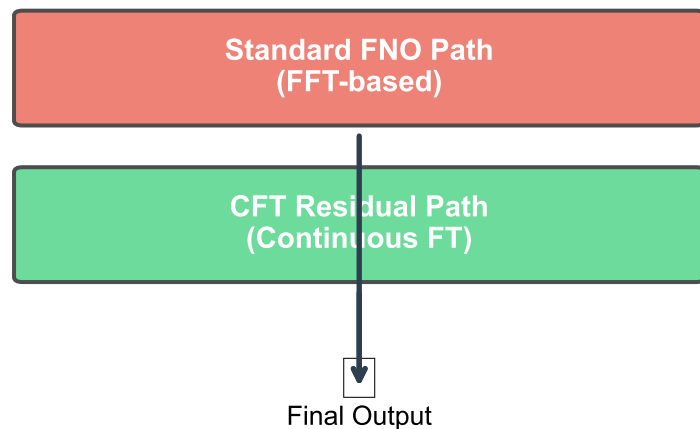 Standard FNO Path
(FFT-based)
CFT Residual Path
(Continuous FT)
Final Output